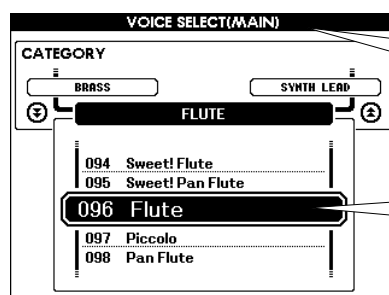 VOICE SELECT(MAIN)
CATEGORY
BRASS
SYNTH LEAD
FLUTE
094 Sweet! Flute
095 Sweet! Pan Flute
096 Flute
097 Piccolo
098 Pan Flute